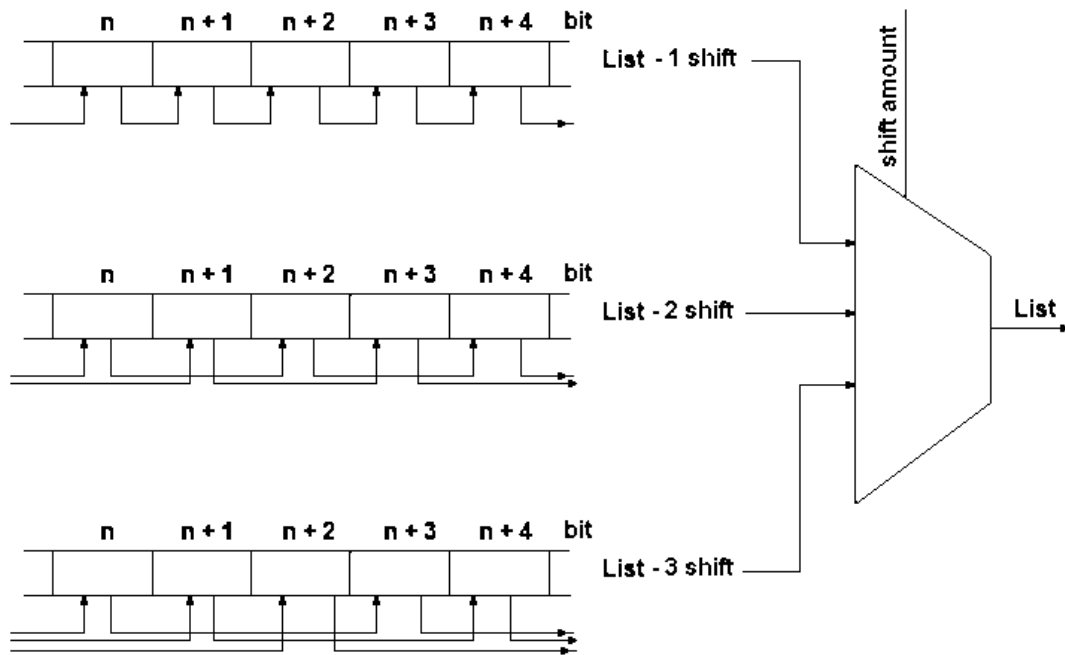 n n + 1 n + 2 n + 3 n + 4 bit
List - 1 shift
shift amount
n n + 1 n + 2 n + 3 n + 4 bit
List - 2 shift
List
n n + 1 n + 2 n + 3 n + 4 bit
List - 3 shift